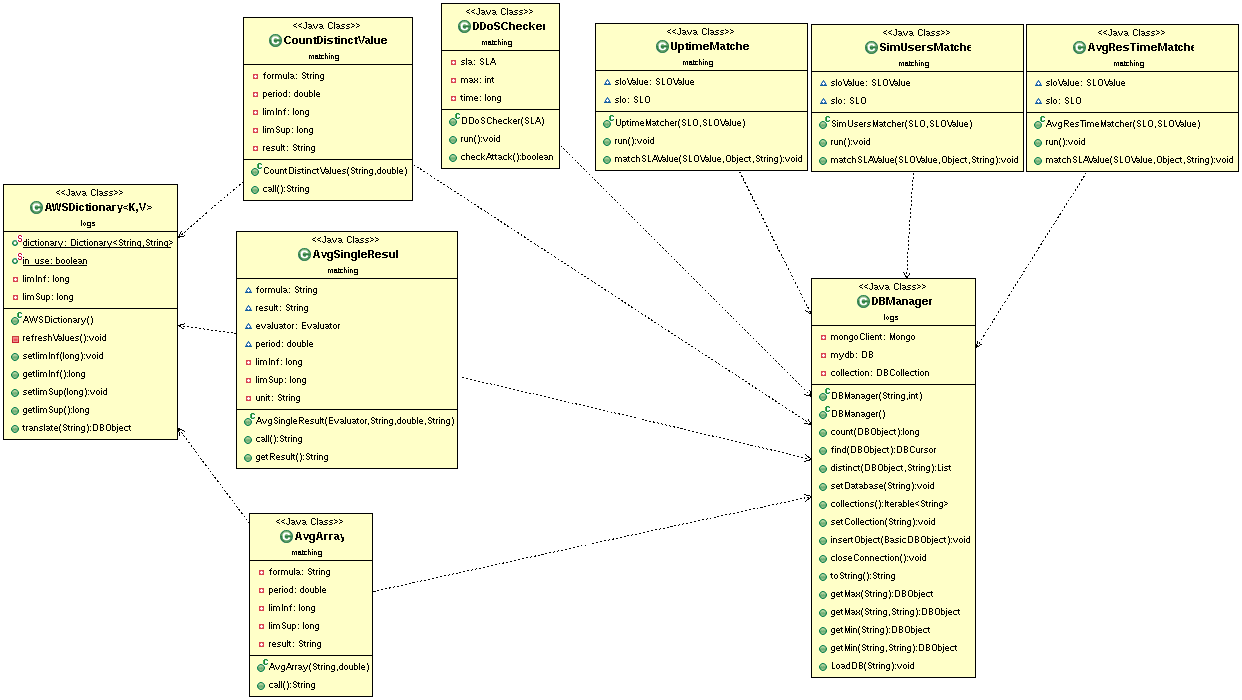 <<Java Class>>
CountDistinctValue
matching
formula: String
period: double
limInf: long
limSup: long
result: String
CountDistinctValues(String,double)
call():String
<<Java Class>>
DDoSChecker
matching
sla: SLA
max: int
time: long
DDoSChecker(SLA)
run():void
checkAttack():boolean
<<Java Class>>
UptimeMatche
matching
sloValue: SLOValue
slo: SLO
UptimeMatcher(SLO,SLOValue)
run():void
matchSLAValue(SLOValue,Object,String):void
<<Java Class>>
SimUsersMatche
matching
sloValue: SLOValue
slo: SLO
SimUsersMatcher(SLO,SLOValue)
run():void
matchSLAValue(SLOValue,Object,String):void
<<Java Class>>
AvgResTimeMatche
matching
sloValue: SLOValue
slo: SLO
AvgResTimeMatcher(SLO,SLOValue)
run():void
matchSLAValue(SLOValue,Object,String):void
<<Java Class>>
AWSDictionary<K,V>
logs
dictionary: Dictionary<String,String>
in_use: boolean
limInf: long
limSup: long
AWSDictionary()
refreshValues():void
setlimInf(long):void
getlimInf():long
setlimSup(long):void
getlimSup():long
translate(String):DBObject
<<Java Class>>
AvgSingleResul
matching
formula: String
result: String
evaluator: Evaluator
period: double
limInf: long
limSup: long
unit: String
AvgSingleResult(Evaluator,String,double,String)
call():String
getResult():String
<<Java Class>>
DBManager
logs
mongoClient: Mongo
mydb: DB
collection: DBCollection
DBManager(String,int)
DBManager()
count(DBObject):long
find(DBObject):DBCursor
distinct(DBObject,String):List
setDatabase(String):void
collections():Iterable<String>
setCollection(String):void
insertObject(BasicDBObject):void
closeConnection():void
toString():String
getMax(String):DBObject
getMax(String,String):DBObject
getMin(String):DBObject
getMin(String,String):DBObject
LoadDB(String):void
<<Java Class>>
AvgArray
matching
formula: String
period: double
limInf: long
limSup: long
result: String
AvgArray(String,double)
call():String